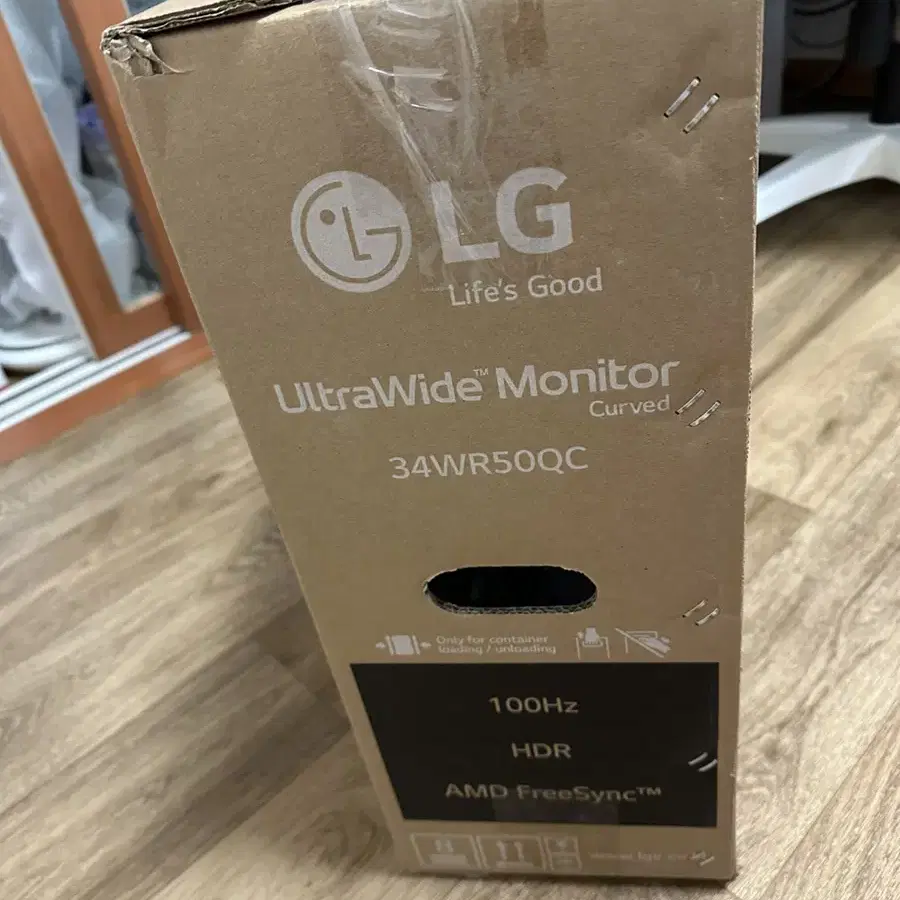 LG
Life's Good
UltraWide™ Monitor
Curved
34WR50QC
Only for container
loading / unloading
100Hz
HDR
AMD FreeSync™